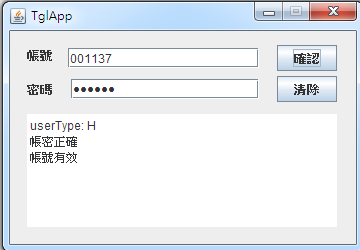 TglApp
帳號 001137 確認
密碼 ●●●●●● 清除
userType: H
帳密正確
帳號有效